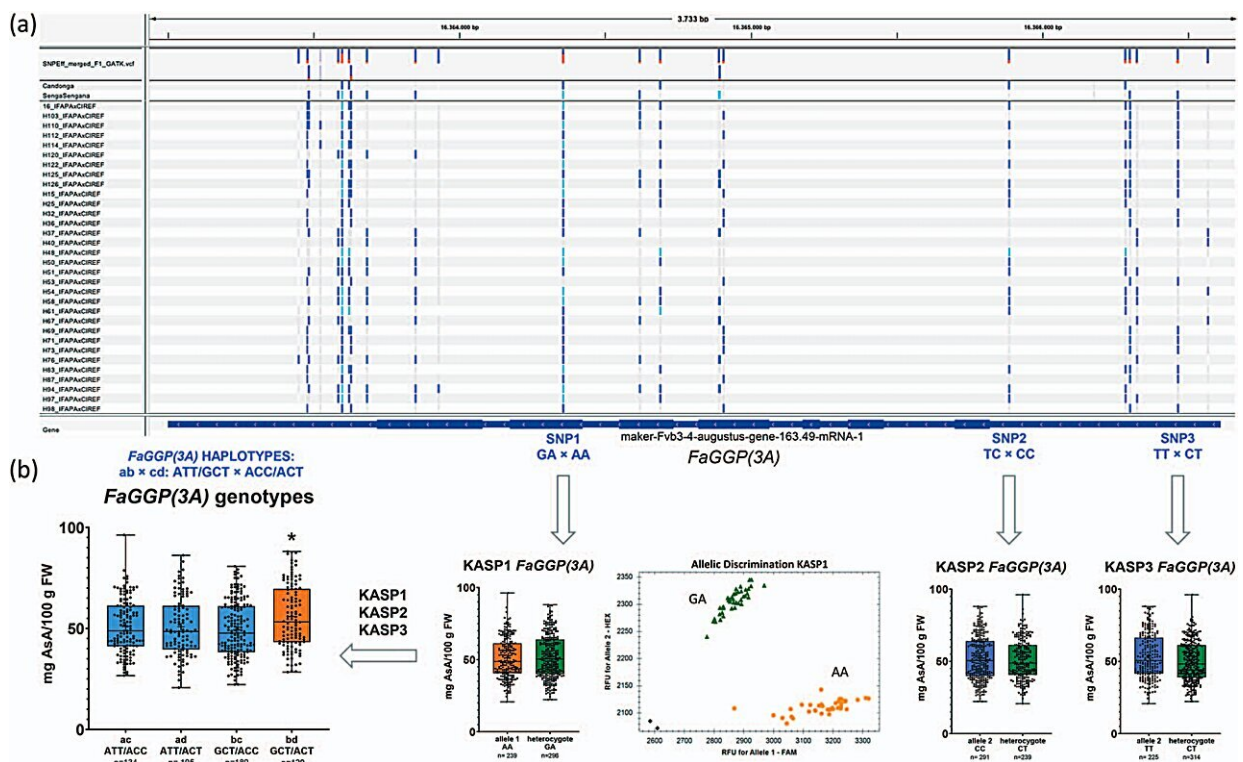 (a)
3.733 bp
16.364.000 bp
16.365.000 bp
16.366.000 bp
SNPEff_merged_F1_GATK.vcf
Candonga
SengaSengana
16_IFAPAxCIREF
H103_IFAPAxCIREF
H110_IFAPAxCIREF
H112_IFAPAxCIREF
H114_IFAPAxCIREF
H120_IFAPAxCIREF
H122_IFAPAxCIREF
H125_IFAPAxCIREF
H126_IFAPAxCIREF
H15_IFAPAxCIREF
H25_IFAPAxCIREF
H32_IFAPAxCIREF
H36_IFAPAxCIREF
H37_IFAPAxCIREF
H40_IFAPAxCIREF
H49_IFAPAxCIREF
H50_IFAPAxCIREF
H51_IFAPAxCIREF
H53_IFAPAxCIREF
H54_IFAPAxCIREF
H58_IFAPAxCIREF
H61_IFAPAxCIREF
H67_IFAPAxCIREF
H69_IFAPAxCIREF
H71_IFAPAxCIREF
H73_IFAPAxCIREF
H76_IFAPAxCIREF
H83_IFAPAxCIREF
H87_IFAPAxCIREF
H94_IFAPAxCIREF
H97_IFAPAxCIREF
H98_IFAPAxCIREF
Gene
SNP1
GA × AA
maker-Fvb3-4-augustus-gene-163.49-mRNA-1
FaGGP(3A)
SNP2
TC × CC
SNP3
TT × CT
(b)
FaGGP(3A) HAPLOTYPES:
ab × cd: ATT/GCT × ACC/ACT
FaGGP(3A) genotypes
mg AsA/100 g FW
100
50
0
*
ac
ATT/ACC
ad
ATT/ACT
bc
GCT/ACC
bd
GCT/ACT
KASP1
KASP2
KASP3
KASP1 FaGGP(3A)
mg AsA/100 g FW
100
50
0
allele 1
AA
n= 239
heterocyote
GA
n=296
Allelic Discrimination KASP1
RFU for Allele 2 - HEX
2350
2300
2250
2200
2150
2100
GA
AA
2600 2700 2800 2900 3000 3100 3200 3300
RFU for Allele 1 - FAM
KASP2 FaGGP(3A)
mg AsA/100 g FW
100
50
0
allele 2
CC
n= 291
heterocyote
CT
n=239
KASP3 FaGGP(3A)
mg AsA/100 g FW
100
50
0
allele 2
TT
n= 225
heterocyote
CT
n=314